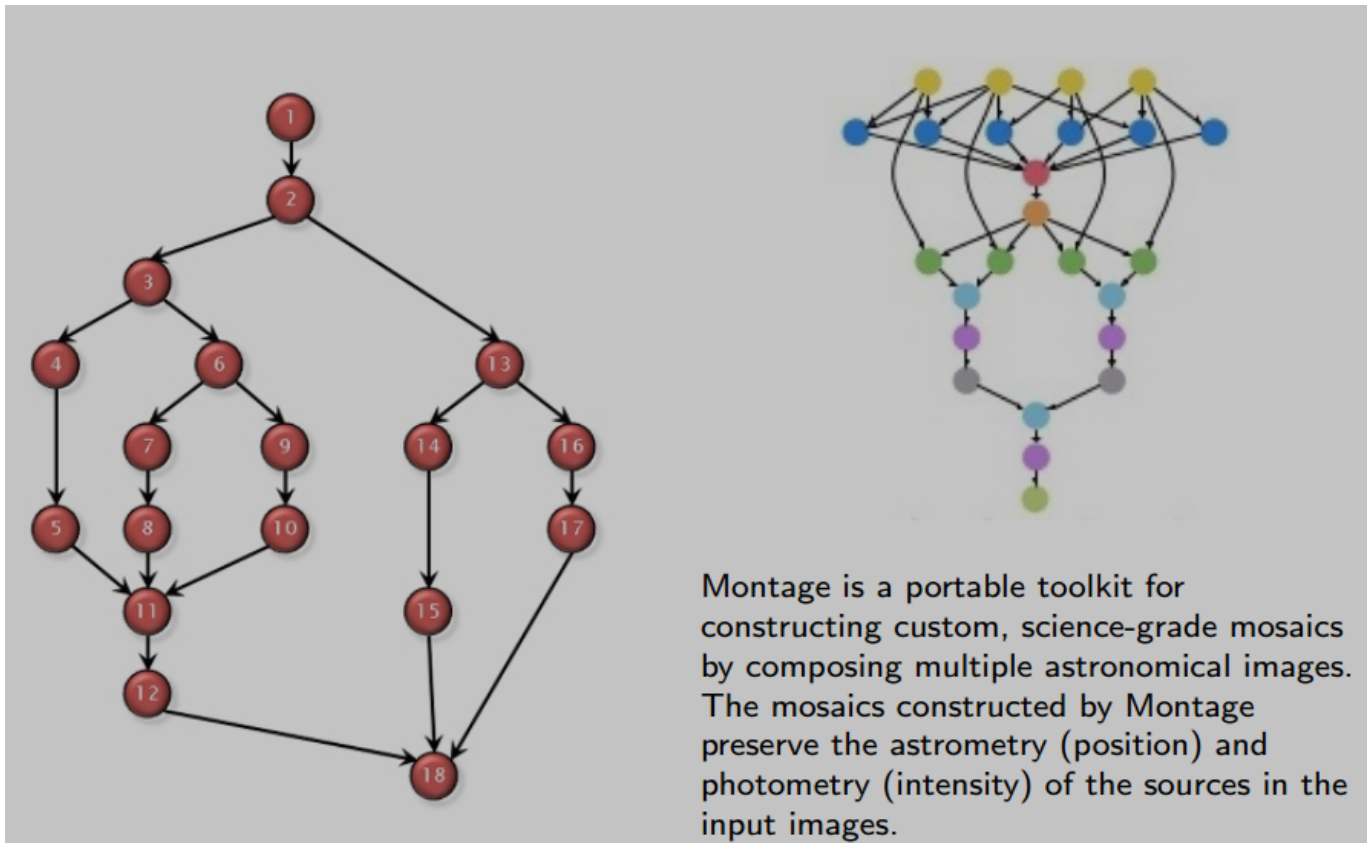 1
2
3
4
6
13
7
9
14
16
5
8
10
17
11
15
12
18
Montage is a portable toolkit for
constructing custom, science-grade mosaics
by composing multiple astronomical images.
The mosaics constructed by Montage
preserve the astrometry (position) and
photometry (intensity) of the sources in the
input images.